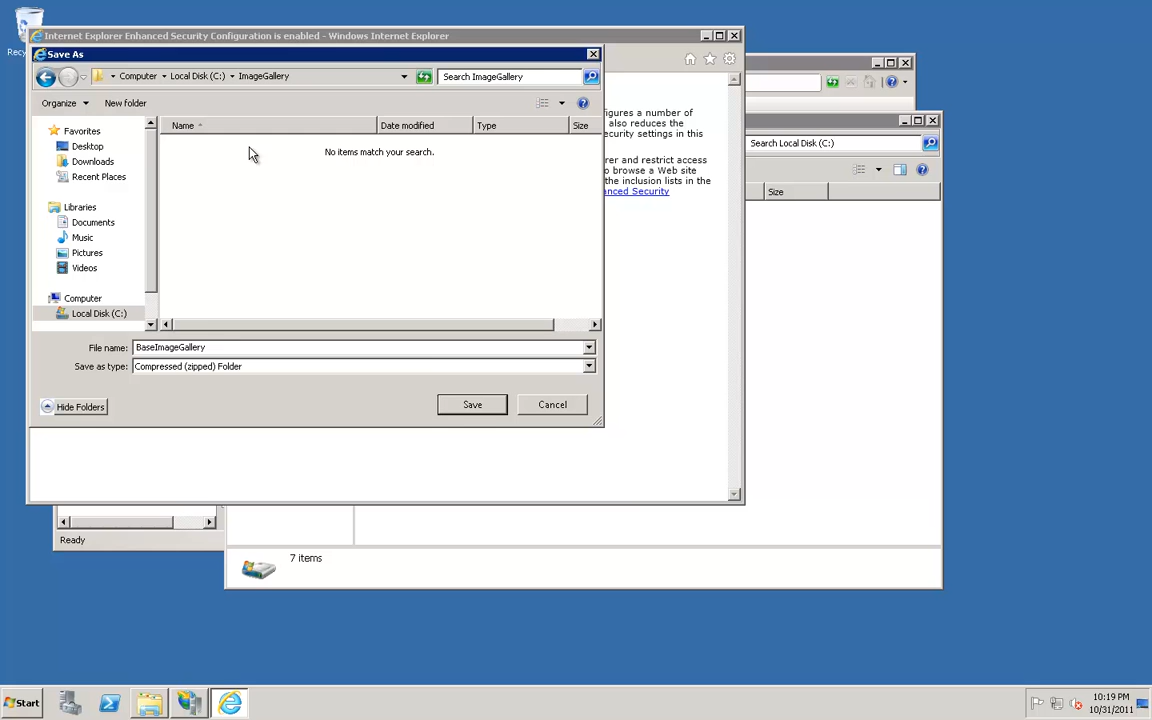 Recy
Internet Explorer Enhanced Security Configuration is enabled - Windows Internet Explorer
Save As
Computer Local Disk (C:) ImageGallery
Search ImageGallery
Organize
New folder
Favorites
Desktop
Downloads
Recent Places
Libraries
Documents
Music
Pictures
Videos
Computer
Local Disk (C:)
Name
Date modified
Type
Size
No items match your search.
File name:
BaseImageGallery
Save as type:
Compressed (zipped) Folder
Hide Folders
Save
Cancel
figures a number of
also reduces the
ecurity settings in this
rer and restrict access
o browse a Web site
the inclusion lists in the
anced Security
Search Local Disk (C:)
Size
Ready
7 items
Start
10:19 PM
10/31/2011